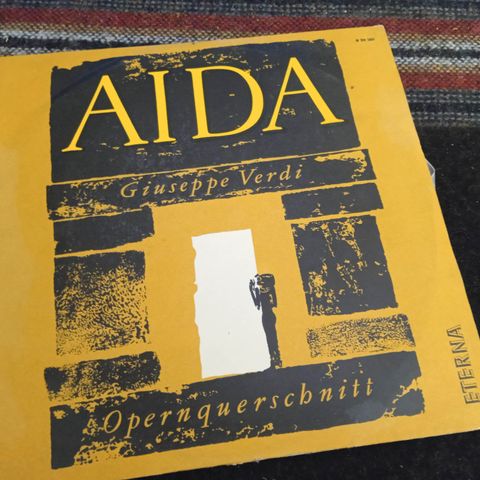 AIDA
Giuseppe Verdi
Opernquerschnitt
ETERNA